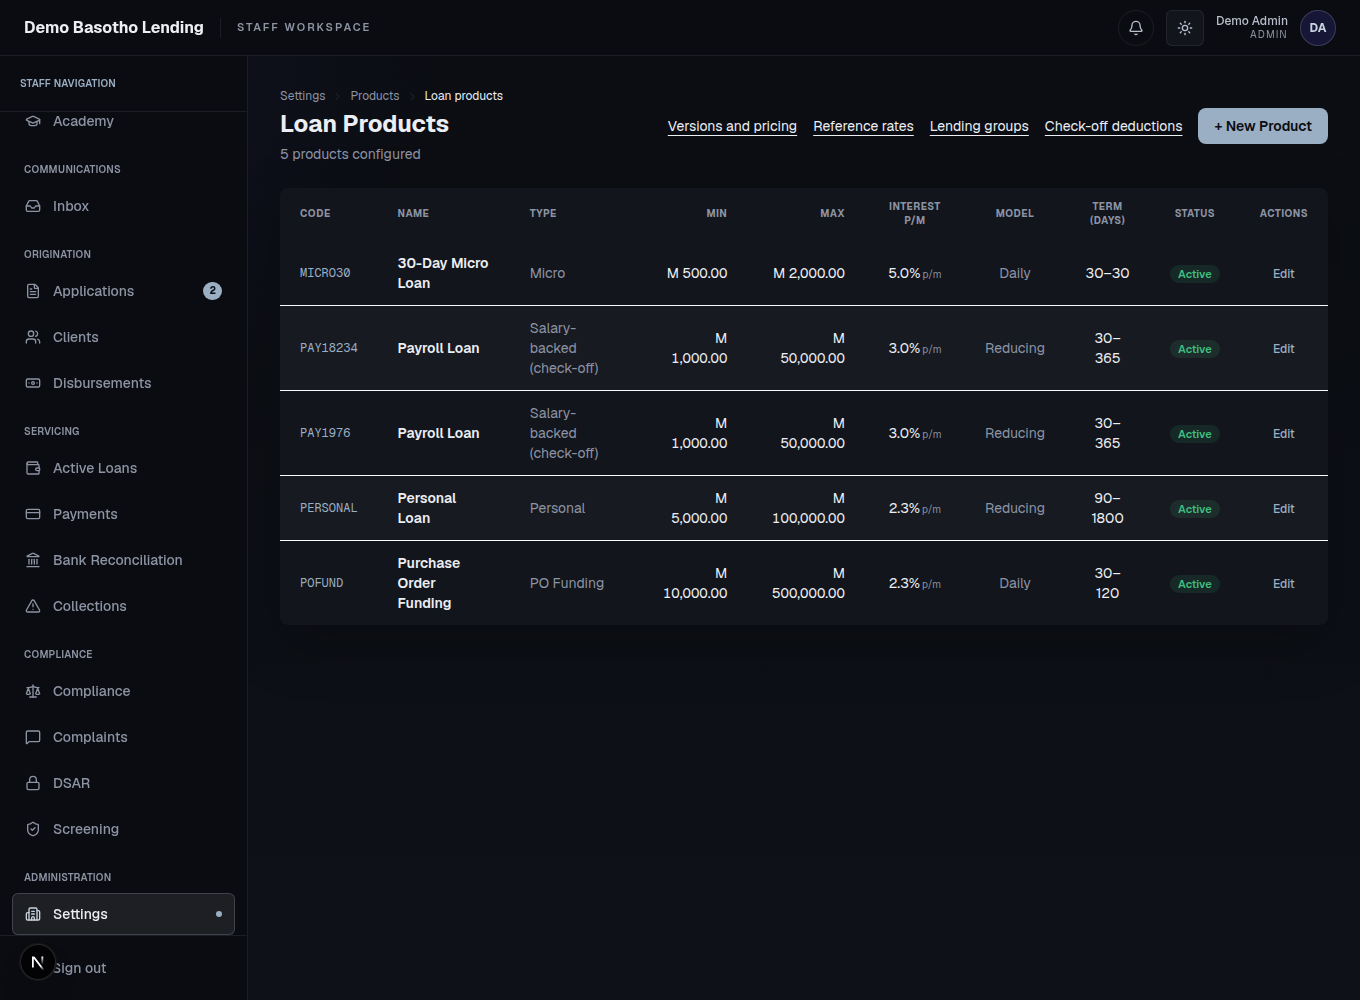 Demo Basotho Lending
STAFF WORKSPACE
Demo Admin
ADMIN
DA
STAFF NAVIGATION
Academy
COMMUNICATIONS
Inbox
ORIGINATION
Applications 2
Clients
Disbursements
SERVICING
Active Loans
Payments
Bank Reconciliation
Collections
COMPLIANCE
Compliance
Complaints
DSAR
Screening
ADMINISTRATION
Settings
N
Sign out
Settings > Products > Loan products
Loan Products
5 products configured
Versions and pricing Reference rates Lending groups Check-off deductions + New Product
CODE NAME TYPE MIN MAX INTEREST P/M MODEL TERM (DAYS) STATUS ACTIONS
MICRO30 30-Day Micro Loan Micro M 500.00 M 2,000.00 5.0% p/m Daily 30–30 Active Edit
PAY18234 Payroll Loan Salary-backed (check-off) M 1,000.00 M 50,000.00 3.0% p/m Reducing 30–365 Active Edit
PAY1976 Payroll Loan Salary-backed (check-off) M 1,000.00 M 50,000.00 3.0% p/m Reducing 30–365 Active Edit
PERSONAL Personal Loan Personal M 5,000.00 M 100,000.00 2.3% p/m Reducing 90–1800 Active Edit
POFUND Purchase Order Funding PO Funding M 10,000.00 M 500,000.00 2.3% p/m Daily 30–120 Active Edit